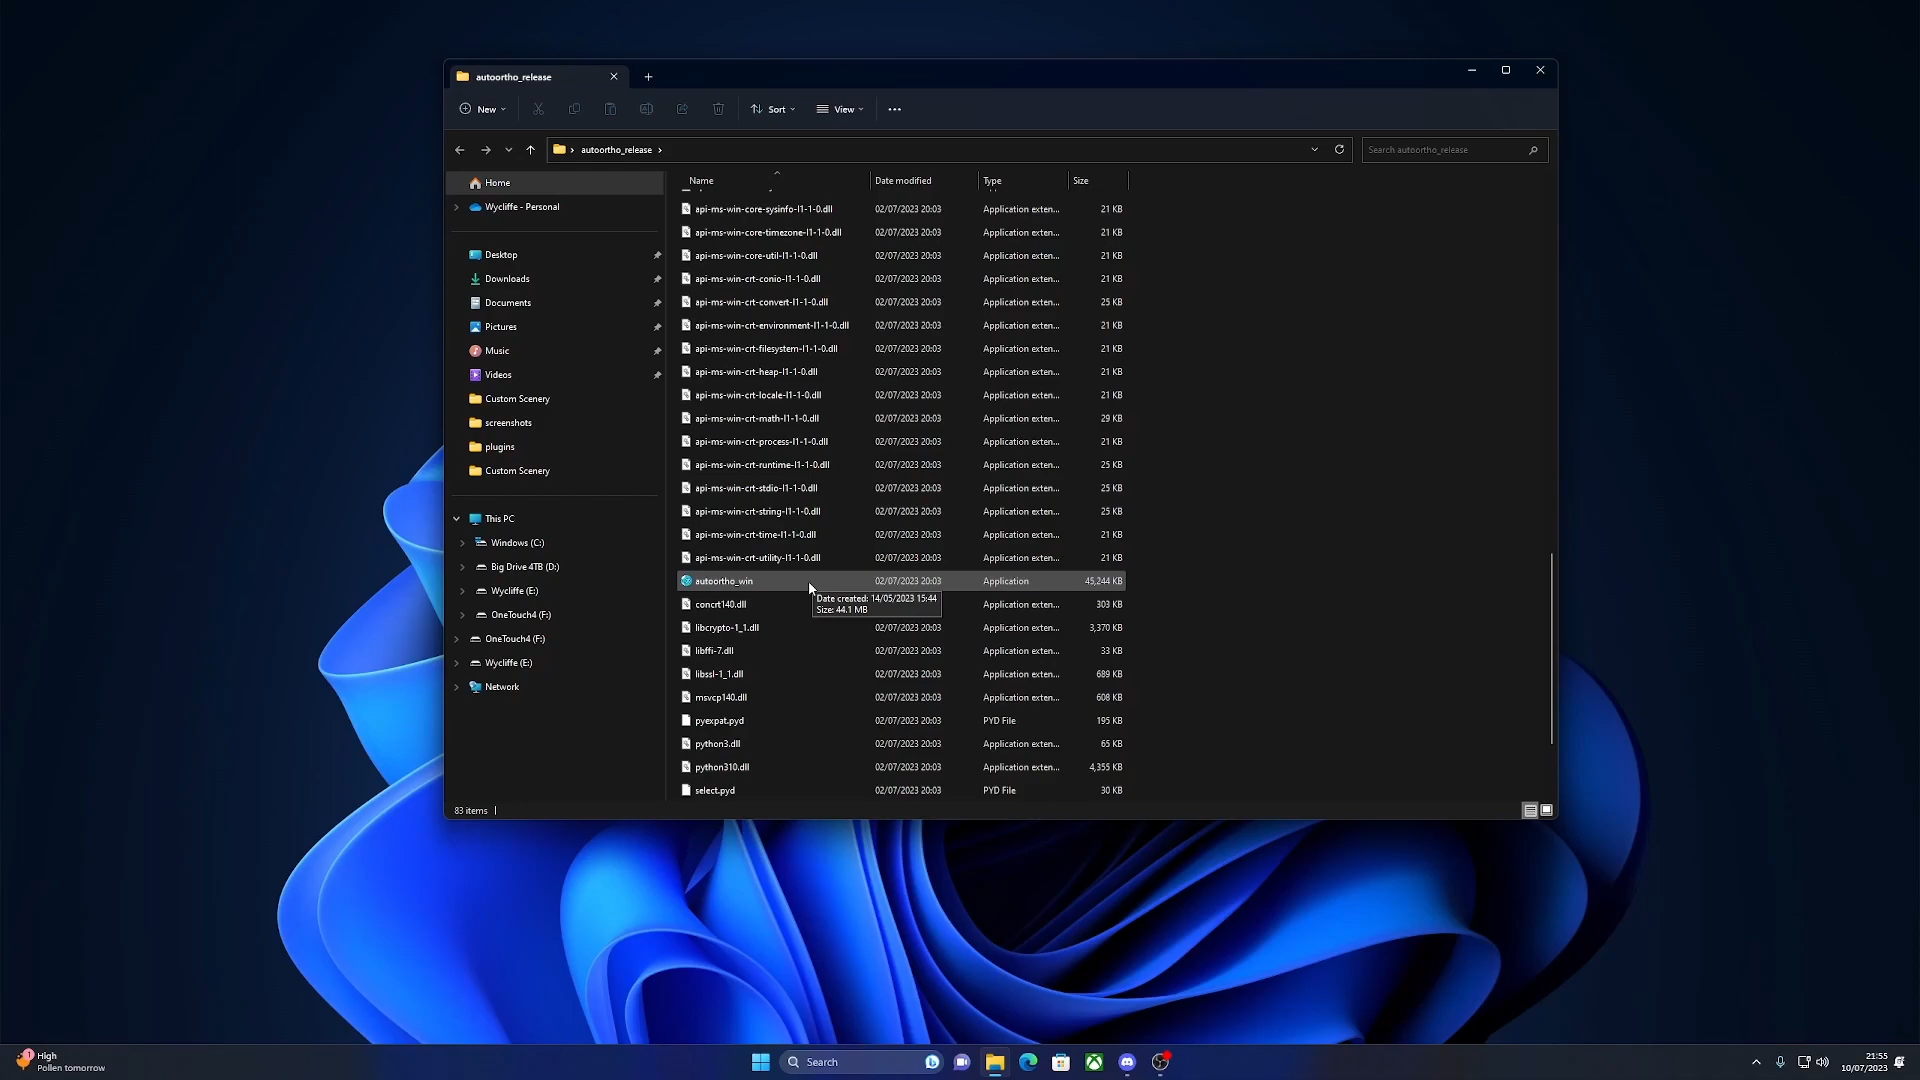 autoortho_release
New
Sort
View
autoortho_release
Search autoortho_release
Home
Wycliffe - Personal
Desktop
Downloads
Documents
Pictures
Music
Videos
Custom Scenery
screenshots
plugins
Custom Scenery
This PC
Windows (C:)
Big Drive 4TB (D:)
Wycliffe (E:)
OneTouch4 (F:)
OneTouch4 (F:)
Wycliffe (E:)
Network
Name Date modified Type Size
api-ms-win-core-sysinfo-l1-1-0.dll 02/07/2023 20:03 Application exten... 21 KB
api-ms-win-core-timezone-l1-1-0.dll 02/07/2023 20:03 Application exten... 21 KB
api-ms-win-core-util-l1-1-0.dll 02/07/2023 20:03 Application exten... 21 KB
api-ms-win-crt-conio-l1-1-0.dll 02/07/2023 20:03 Application exten... 21 KB
api-ms-win-crt-convert-l1-1-0.dll 02/07/2023 20:03 Application exten... 25 KB
api-ms-win-crt-environment-l1-1-0.dll 02/07/2023 20:03 Application exten... 21 KB
api-ms-win-crt-filesystem-l1-1-0.dll 02/07/2023 20:03 Application exten... 21 KB
api-ms-win-crt-heap-l1-1-0.dll 02/07/2023 20:03 Application exten... 21 KB
api-ms-win-crt-locale-l1-1-0.dll 02/07/2023 20:03 Application exten... 21 KB
api-ms-win-crt-math-l1-1-0.dll 02/07/2023 20:03 Application exten... 29 KB
api-ms-win-crt-process-l1-1-0.dll 02/07/2023 20:03 Application exten... 21 KB
api-ms-win-crt-runtime-l1-1-0.dll 02/07/2023 20:03 Application exten... 25 KB
api-ms-win-crt-stdio-l1-1-0.dll 02/07/2023 20:03 Application exten... 25 KB
api-ms-win-crt-string-l1-1-0.dll 02/07/2023 20:03 Application exten... 25 KB
api-ms-win-crt-time-l1-1-0.dll 02/07/2023 20:03 Application exten... 21 KB
api-ms-win-crt-utility-l1-1-0.dll 02/07/2023 20:03 Application exten... 21 KB
autoortho_win 02/07/2023 20:03 Application 45,244 KB
Date created: 14/05/2023 15:44
Size: 44.1 MB
concrt140.dll 303 KB
libcrypto-1_1.dll 02/07/2023 20:03 Application exten... 3,370 KB
libffi-7.dll 02/07/2023 20:03 Application exten... 33 KB
libssl-1_1.dll 02/07/2023 20:03 Application exten... 689 KB
msvcp140.dll 02/07/2023 20:03 Application exten... 608 KB
pyexpat.pyd 02/07/2023 20:03 PYD File 195 KB
python3.dll 02/07/2023 20:03 Application exten... 65 KB
python310.dll 02/07/2023 20:03 Application exten... 4,355 KB
select.pyd 02/07/2023 20:03 PYD File 30 KB
83 items
1
High
Pollen tomorrow
Search
21:55
10/07/2023